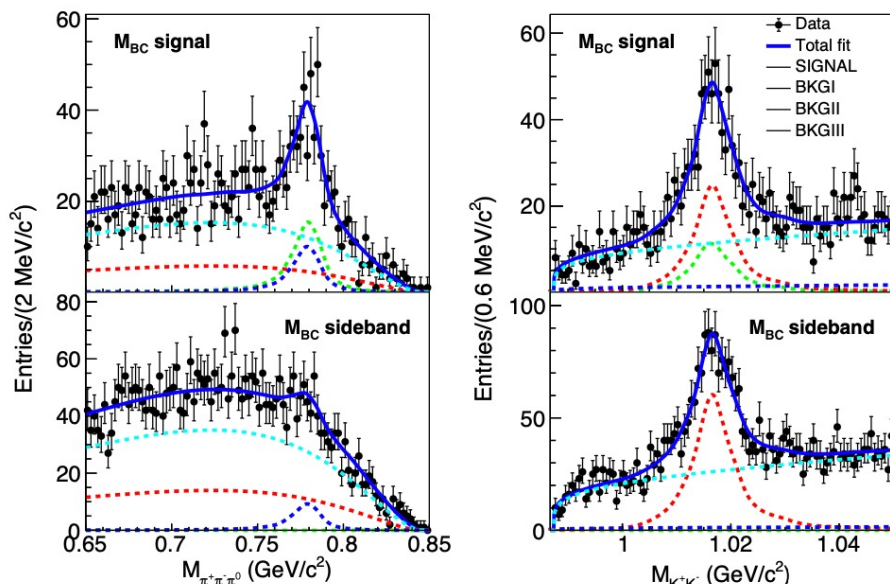 M_BC signal
60
40
20
Entries/(2 MeV/c²)
M_BC sideband
80
60
40
20
0
0.65
0.7
0.75
0.8
0.85
M_π⁺π⁻π⁰ (GeV/c²)
M_BC signal
Data
Total fit
SIGNAL
BKGI
BKGII
BKGIII
60
40
20
Entries/(0.6 MeV/c²)
M_BC sideband
100
50
0
1
1.02
1.04
M_K⁺K⁻ (GeV/c²)